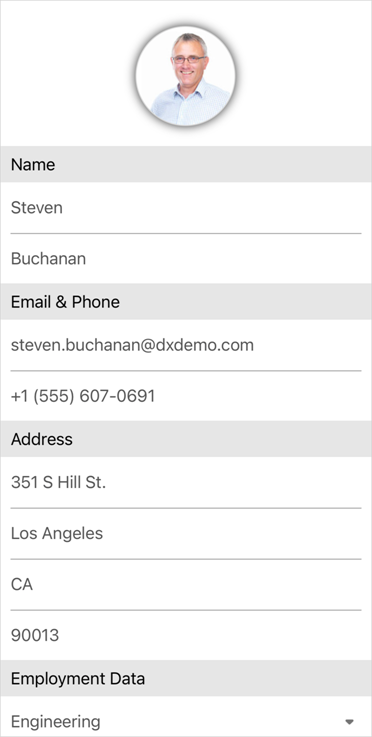 Name
Steven
Buchanan
Email & Phone
steven.buchanan@dxdemo.com
+1 (555) 607-0691
Address
351 S Hill St.
Los Angeles
CA
90013
Employment Data
Engineering